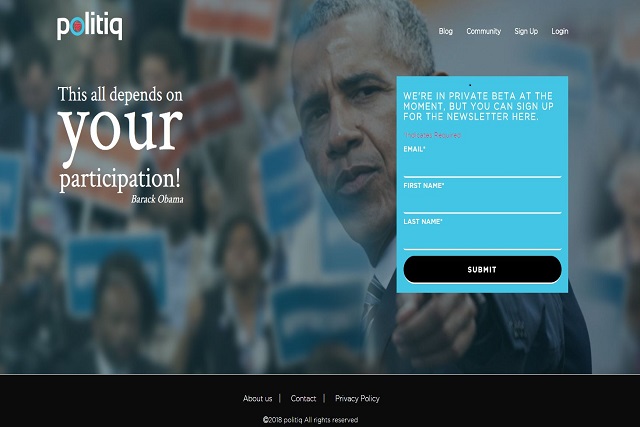 politiq
Blog Community Sign Up Login
This all depends on
your
participation!
Barack Obama
WE'RE IN PRIVATE BETA AT THE
MOMENT, BUT YOU CAN SIGN UP
FOR THE NEWSLETTER HERE.
Indicates Required
EMAIL*
FIRST NAME*
LAST NAME*
SUBMIT
About us | Contact | Privacy Policy
©2018 politiq All rights reserved